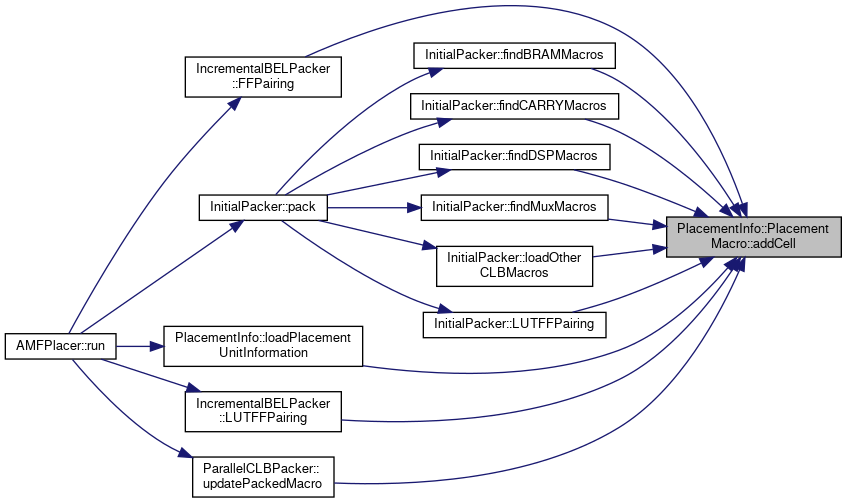 IncrementalBELPacker
::FFPairing
InitialPacker::findBRAMMacros
InitialPacker::findCARRYMacros
InitialPacker::findDSPMacros
InitialPacker::pack
InitialPacker::findMuxMacros
PlacementInfo::Placement
Macro::addCell
InitialPacker::loadOther
CLBMacros
InitialPacker::LUTFFPairing
AMFPlacer::run
PlacementInfo::loadPlacement
UnitInformation
IncrementalBELPacker
::LUTFFPairing
ParallelCLBPacker::
updatePackedMacro